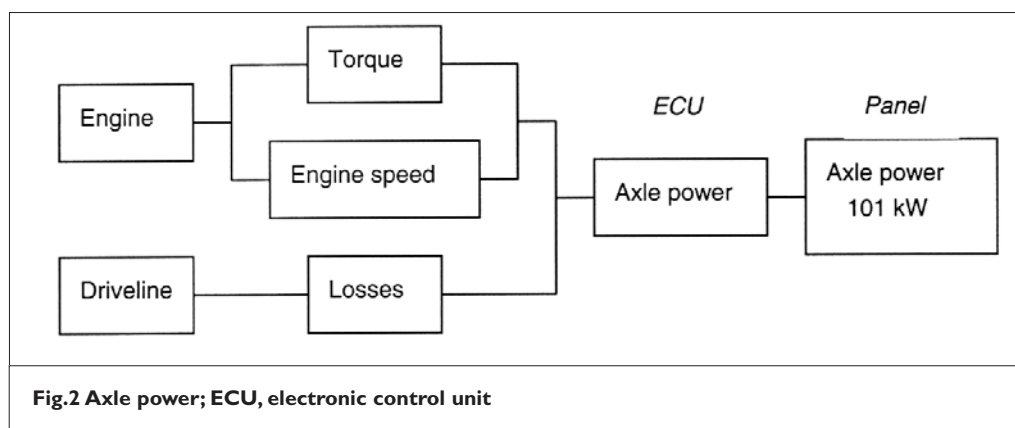 Torque
ECU
Panel
Engine
Engine speed
Axle power
Axle power
101 kW
Driveline
Losses
Fig.2 Axle power; ECU, electronic control unit